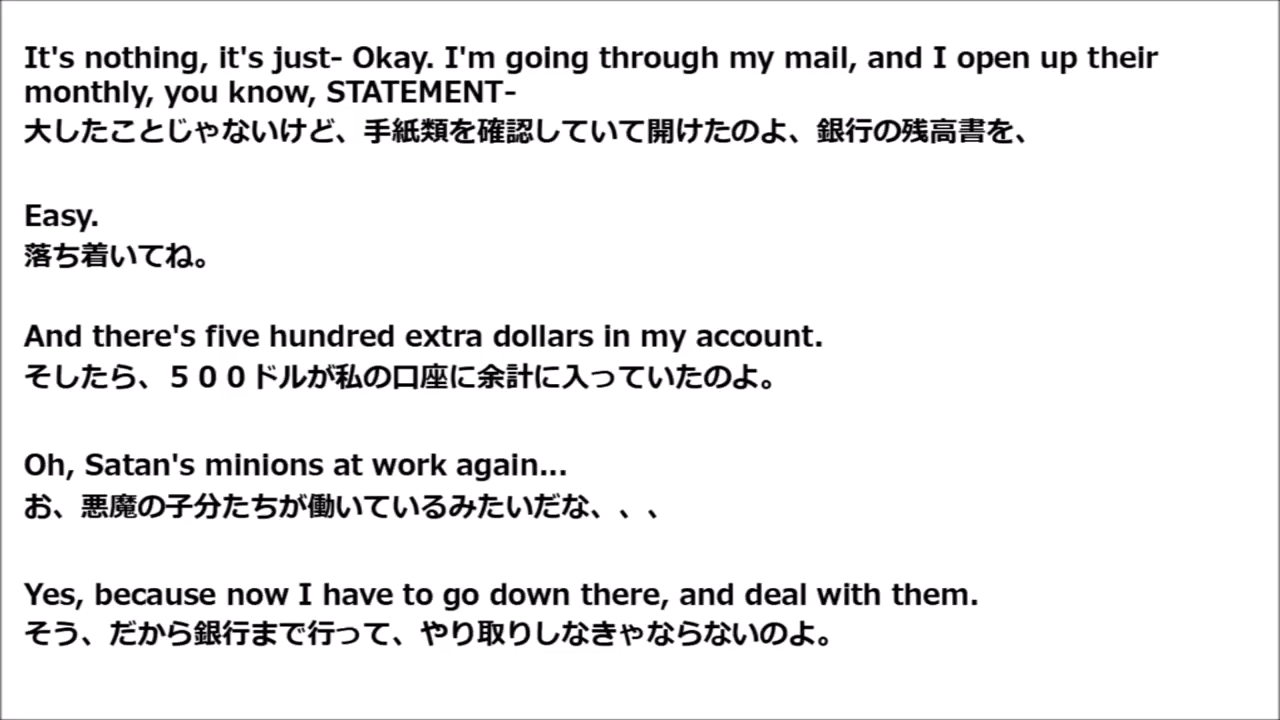 It's nothing, it's just- Okay. I'm going through my mail, and I open up their
monthly, you know, STATEMENT-
大したことじゃないけど、手紙類を確認していて開けたのよ、銀行の残高書を、
Easy.
落ち着いてね。
And there's five hundred extra dollars in my account.
そしたら、５００ドルが私の口座に余計に入っていたのよ。
Oh, Satan's minions at work again...
お、悪魔の子分たちが働いているみたいだな、、、
Yes, because now I have to go down there, and deal with them.
そう、だから銀行まで行って、やり取りしなきゃならないのよ。